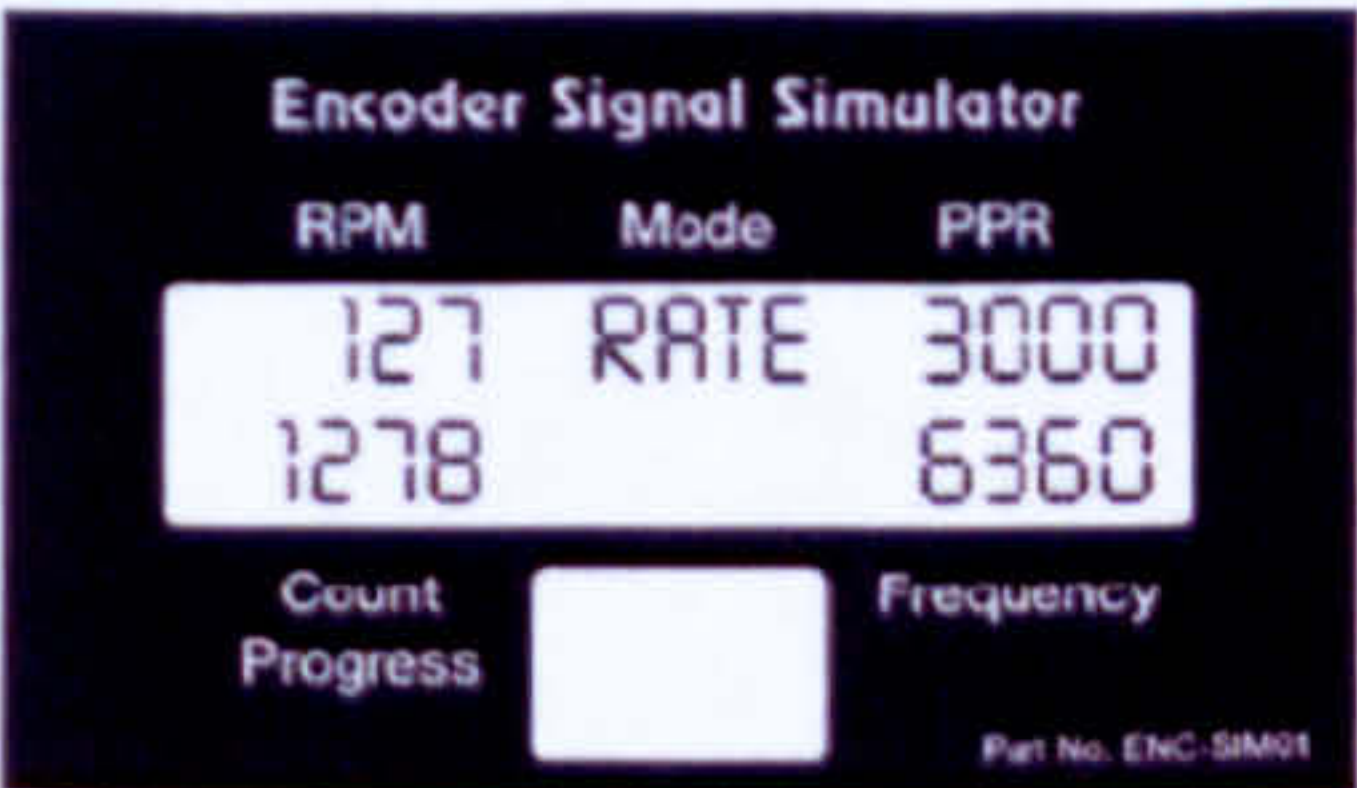 Encoder Signal Simulator
RPM Mode PPR
127 RATE 3000
1278 6360
Count Frequency
Progress
Part No. ENC-SIM01